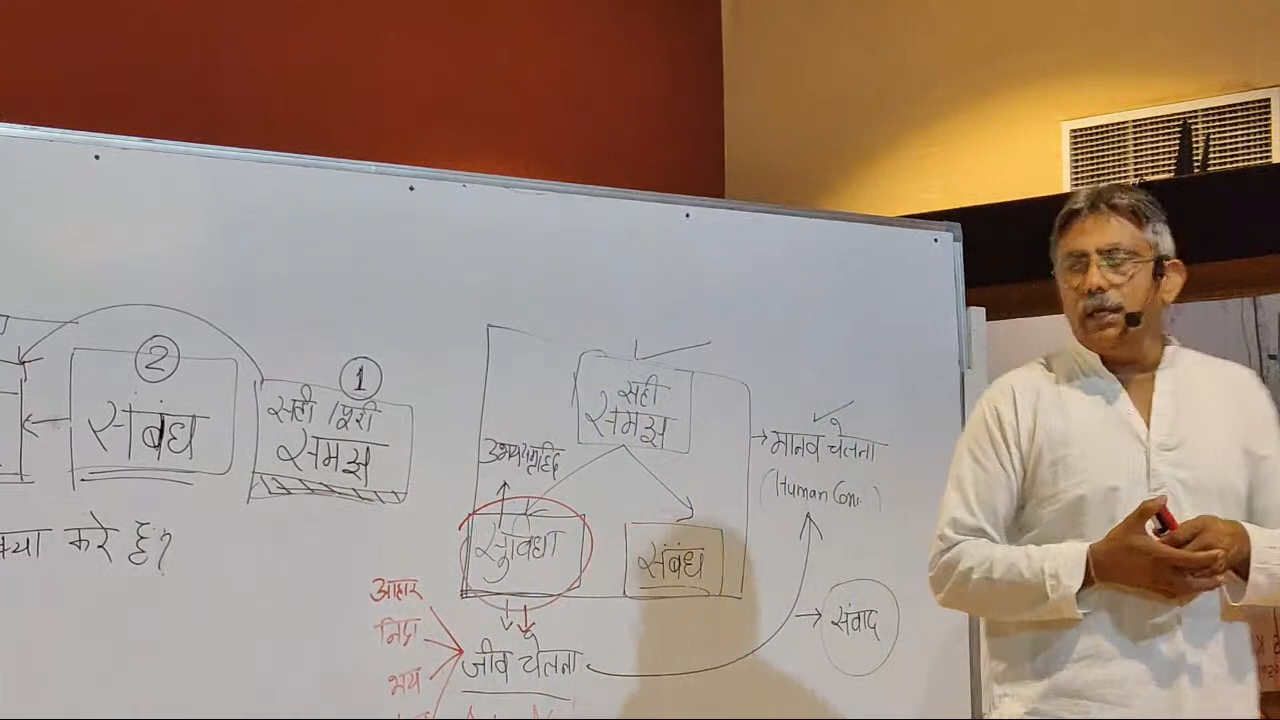 ②
संबंध
①
सही / पूरी
समझ
क्या करे है?
सही
समझ
सुविधा
संबंध
→ मानव चेतना
(Human Con.)
→ संवाद
आहार
निद्रा
भय
जीव चेतना